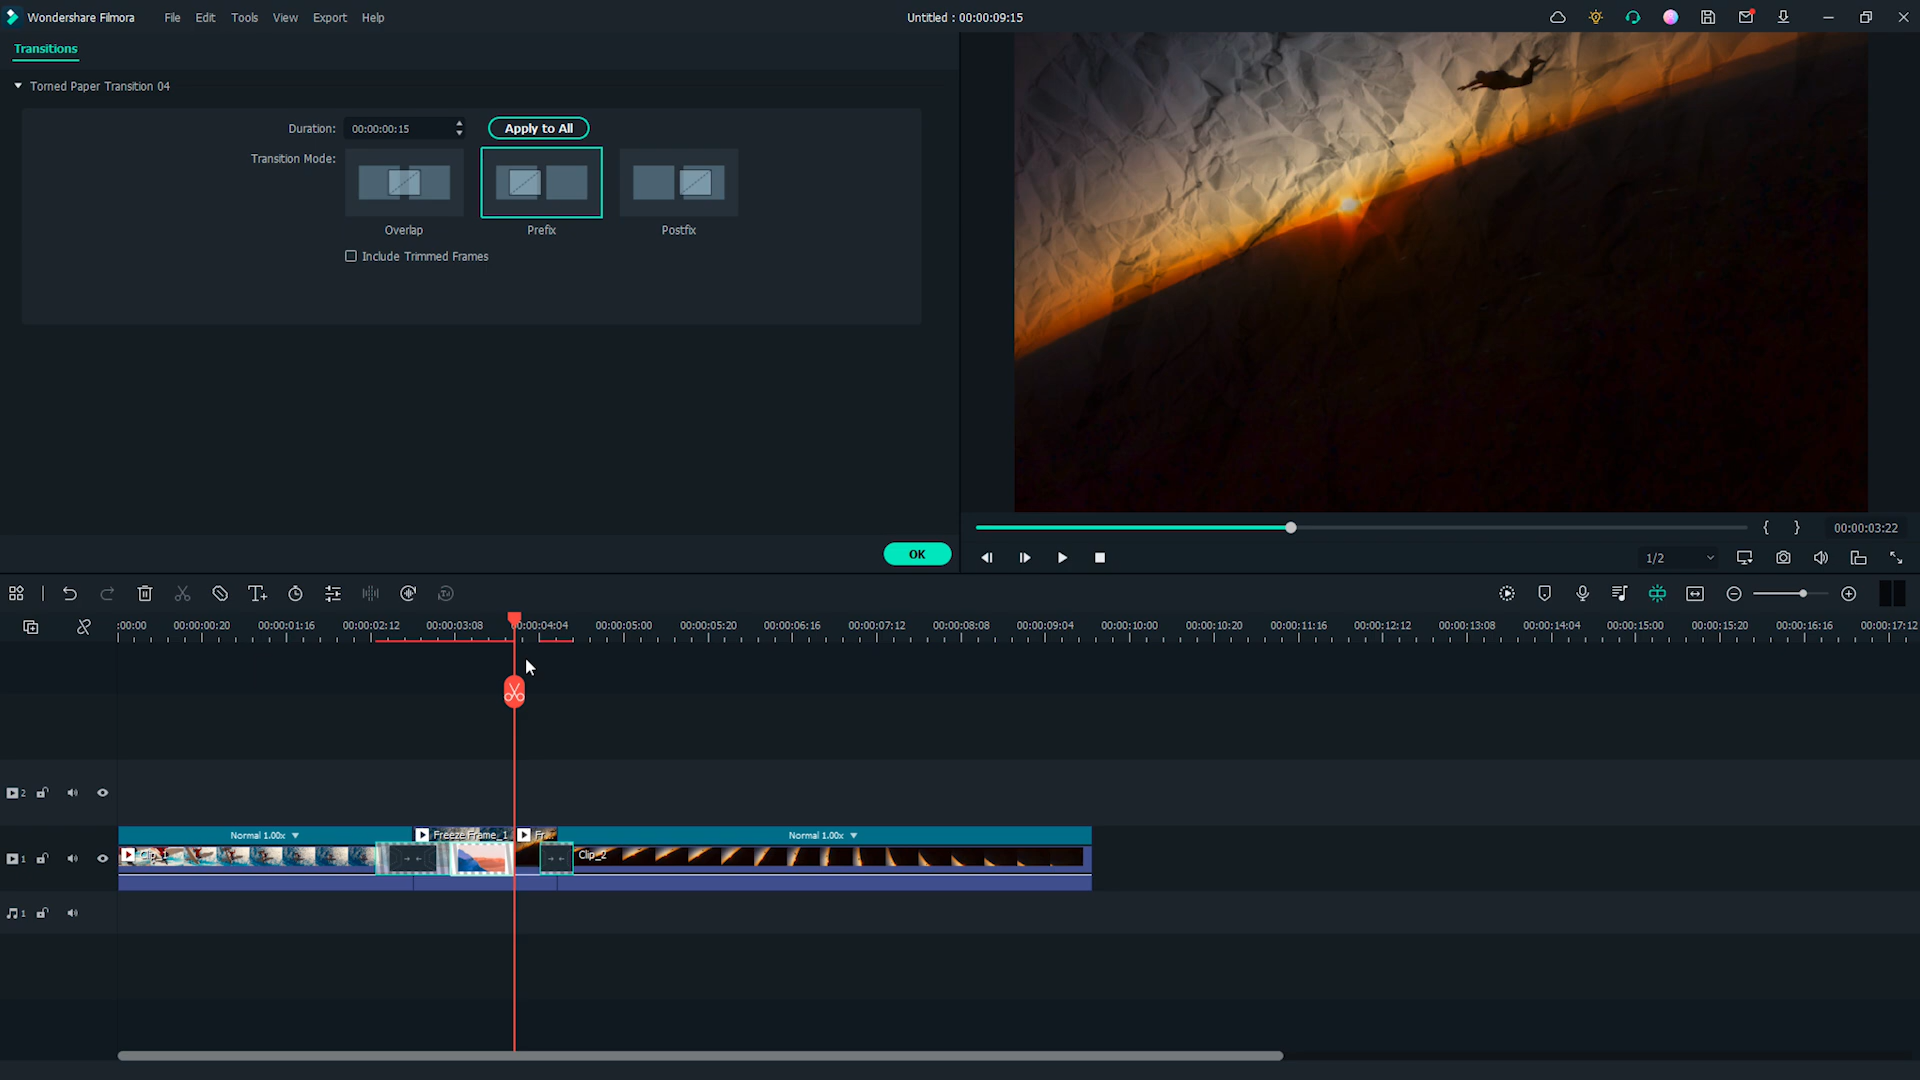 Wondershare Filmora File Edit Tools View Export Help Untitled : 00:00:09:15
Transitions
Torned Paper Transition 04
Duration: 00:00:00:15 Apply to All
Transition Mode:
Overlap Prefix Postfix
Include Trimmed Frames
OK
00:00:03:22
1/2
:00:00 00:00:00:20 00:00:01:16 00:00:02:12 00:00:03:08 00:00:04:04 00:00:05:00 00:00:05:20 00:00:06:16 00:00:07:12 00:00:08:08 00:00:09:04 00:00:10:00 00:00:10:20 00:00:11:16 00:00:12:12 00:00:13:08 00:00:14:04 00:00:15:00 00:00:15:20 00:00:16:16 00:00:17:12
2
Normal 1.00x Freeze Frame_1 Fr... Normal 1.00x
1 Clip_1 Clip_2
1